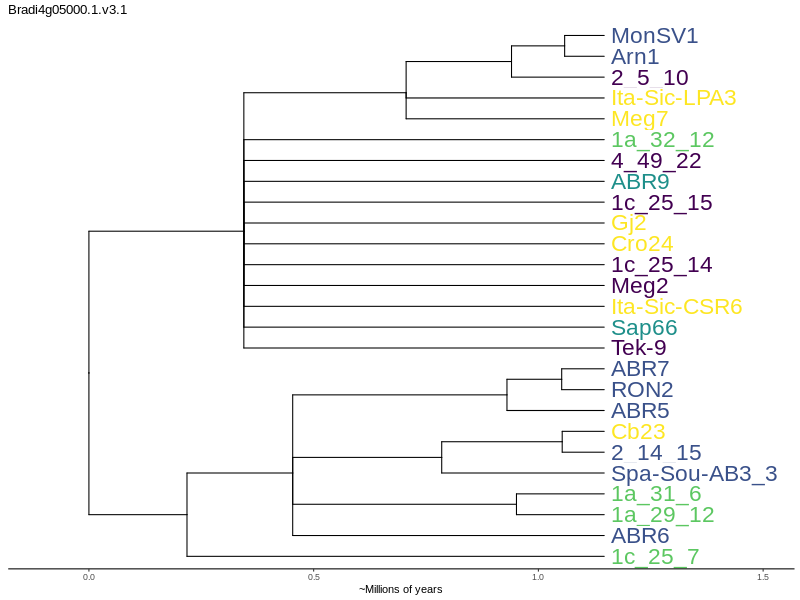 Bradi4g05000.1.v3.1
MonSV1
Arn1
2_5_10
Ita-Sic-LPA3
Meg7
1a_32_12
4_49_22
ABR9
1c_25_15
Gj2
Cro24
1c_25_14
Meg2
Ita-Sic-CSR6
Sap66
Tek-9
ABR7
RON2
ABR5
Cb23
2_14_15
Spa-Sou-AB3_3
1a_31_6
1a_29_12
ABR6
1c_25_7
0.0 0.5 1.0 1.5
~Millions of years